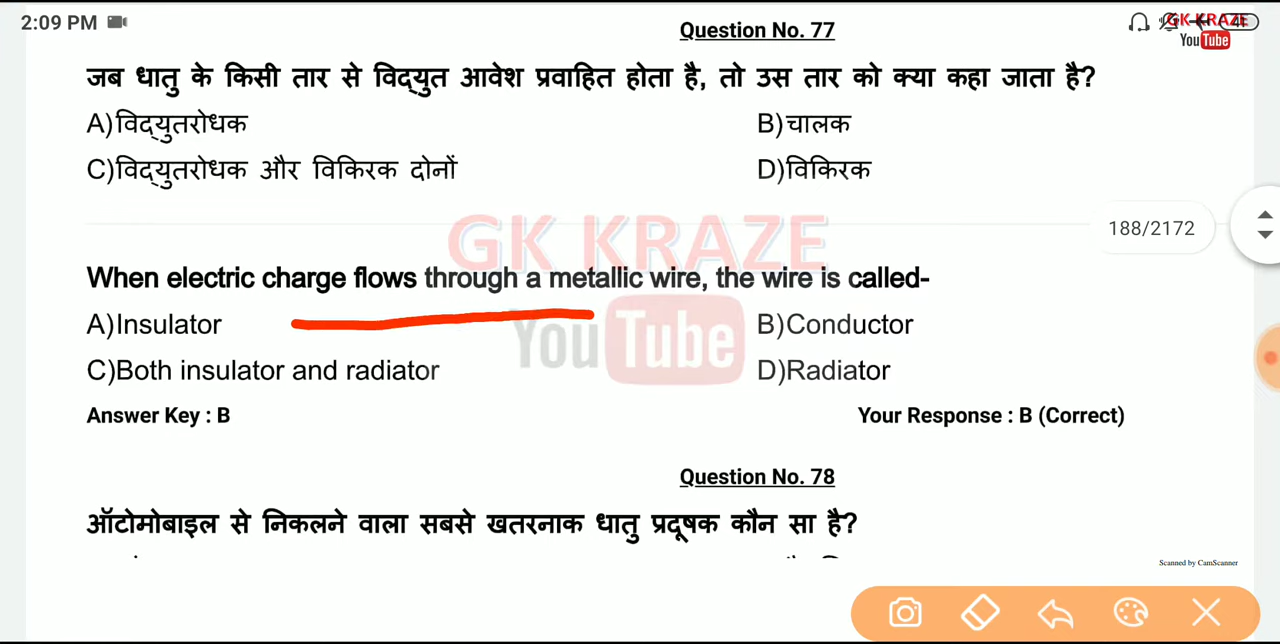 2:09 PM
Question No. 77
GK KRAZE
YouTube
जब धातु के किसी तार से विद्युत आवेश प्रवाहित होता है, तो उस तार को क्या कहा जाता है?
A)विद्युतरोधक B)चालक
C)विद्युतरोधक और विकिरक दोनों D)विकिरक
188/2172
GK KRAZE
When electric charge flows through a metallic wire, the wire is called-
A)Insulator B)Conductor
YouTube
C)Both insulator and radiator D)Radiator
Answer Key : B Your Response : B (Correct)
Question No. 78
ऑटोमोबाइल से निकलने वाला सबसे खतरनाक धातु प्रदूषक कौन सा है?
Scanned by CamScanner